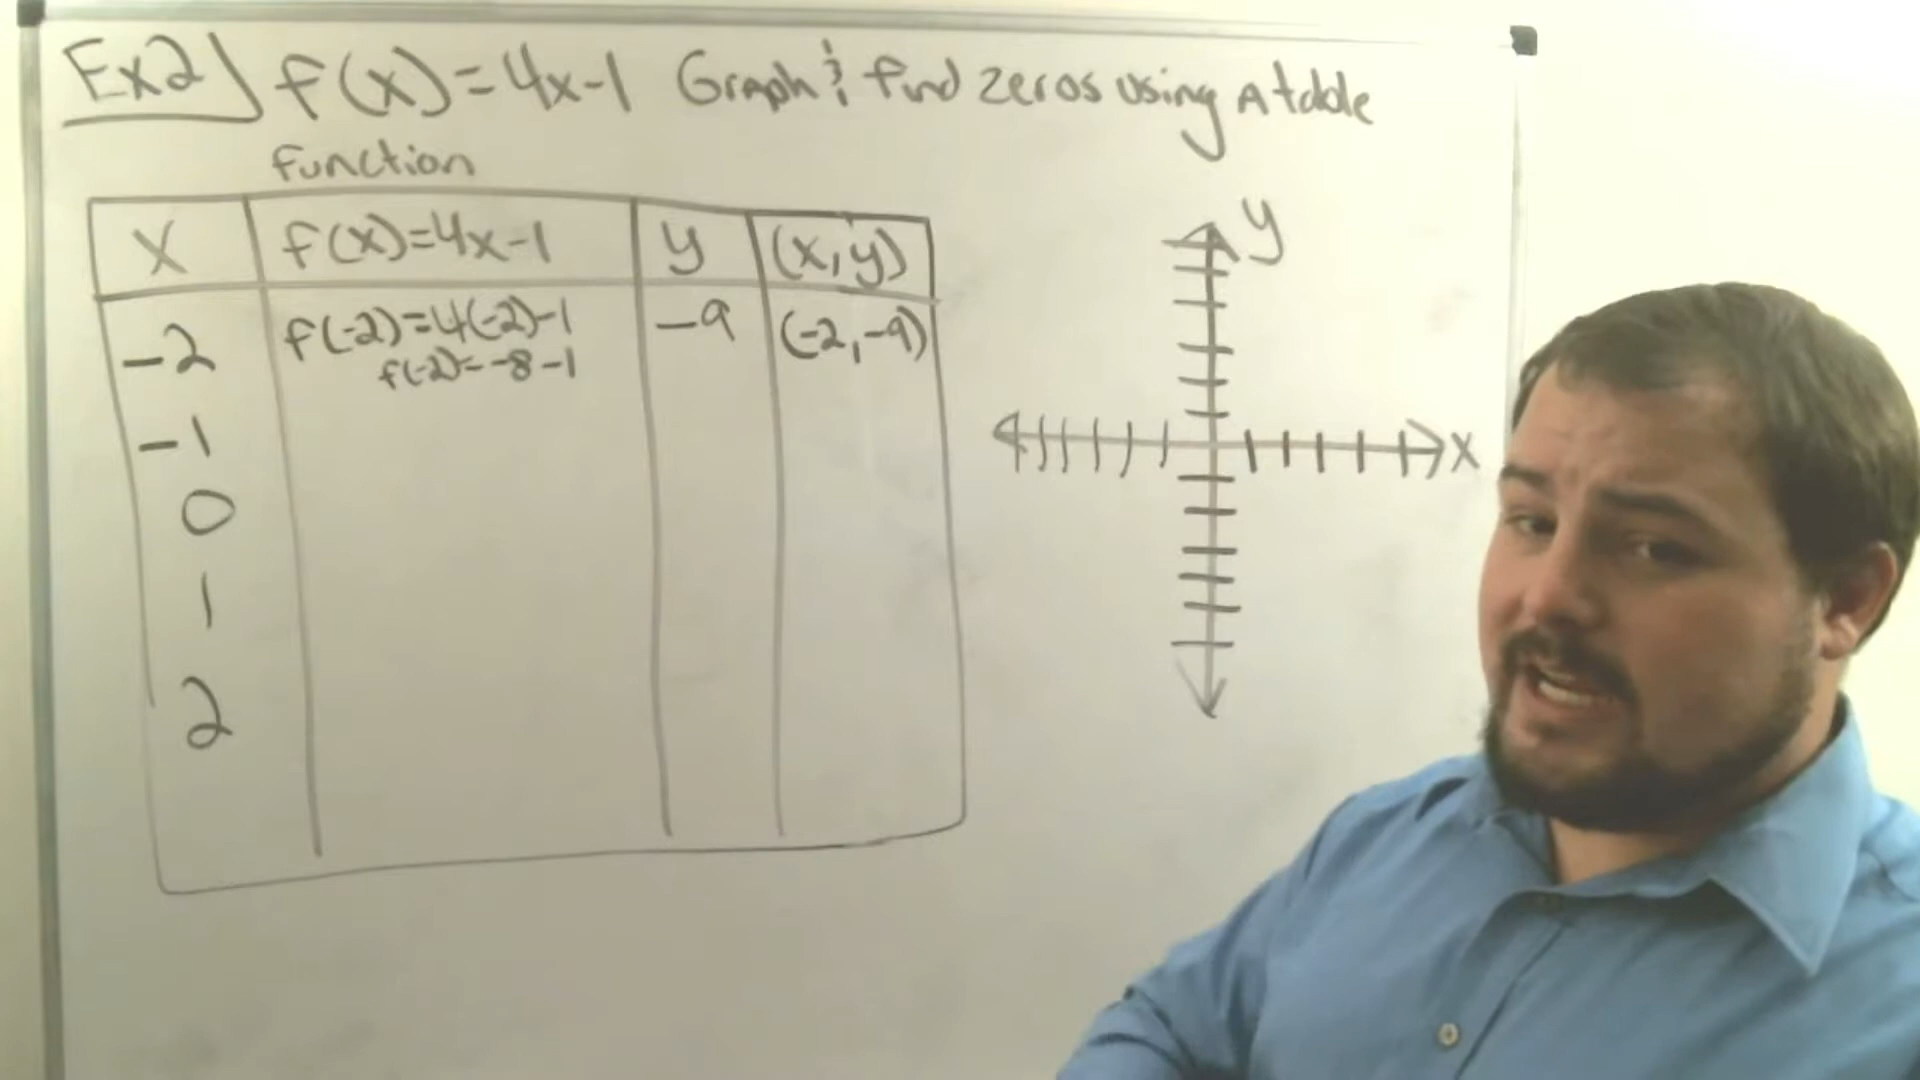 Ex2) f(x)=4x-1 Graph & find zeros using A table
function
x f(x)=4x-1 y (x,y)
-2 f(-2)=4(-2)-1 -9 (-2,-9)
f(-2)=-8-1
-1
0
1
2
y
x